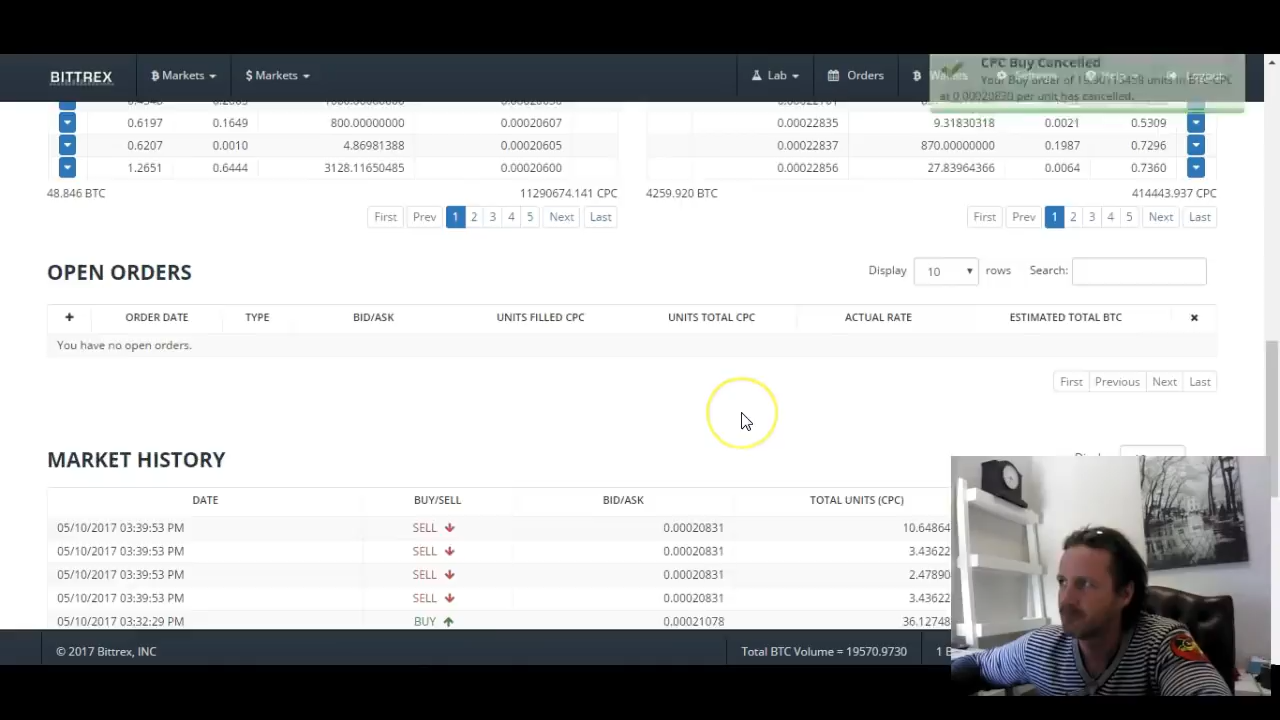 BITTREX
Ƀ Markets
$ Markets
Lab
Orders
CPC Buy Cancelled
at 0.00020830 per unit has cancelled.
0.6197 0.1649 800.00000000 0.00020607
0.6207 0.0010 4.86981388 0.00020605
1.2651 0.6444 3128.11650485 0.00020600
48.846 BTC 11290674.141 CPC
First Prev 1 2 3 4 5 Next Last
0.00022835 9.31830318 0.0021 0.5309
0.00022837 870.00000000 0.1987 0.7296
0.00022856 27.83964366 0.0064 0.7360
4259.920 BTC 414443.937 CPC
First Prev 1 2 3 4 5 Next Last
OPEN ORDERS
Display 10 rows Search:
+ ORDER DATE TYPE BID/ASK UNITS FILLED CPC UNITS TOTAL CPC ACTUAL RATE ESTIMATED TOTAL BTC ×
You have no open orders.
First Previous Next Last
MARKET HISTORY
DATE BUY/SELL BID/ASK TOTAL UNITS (CPC)
05/10/2017 03:39:53 PM SELL 0.00020831 10.64864
05/10/2017 03:39:53 PM SELL 0.00020831 3.43622
05/10/2017 03:39:53 PM SELL 0.00020831 2.47890
05/10/2017 03:39:53 PM SELL 0.00020831 3.43622
05/10/2017 03:32:29 PM BUY 0.00021078 36.12748
© 2017 Bittrex, INC
Total BTC Volume = 19570.9730